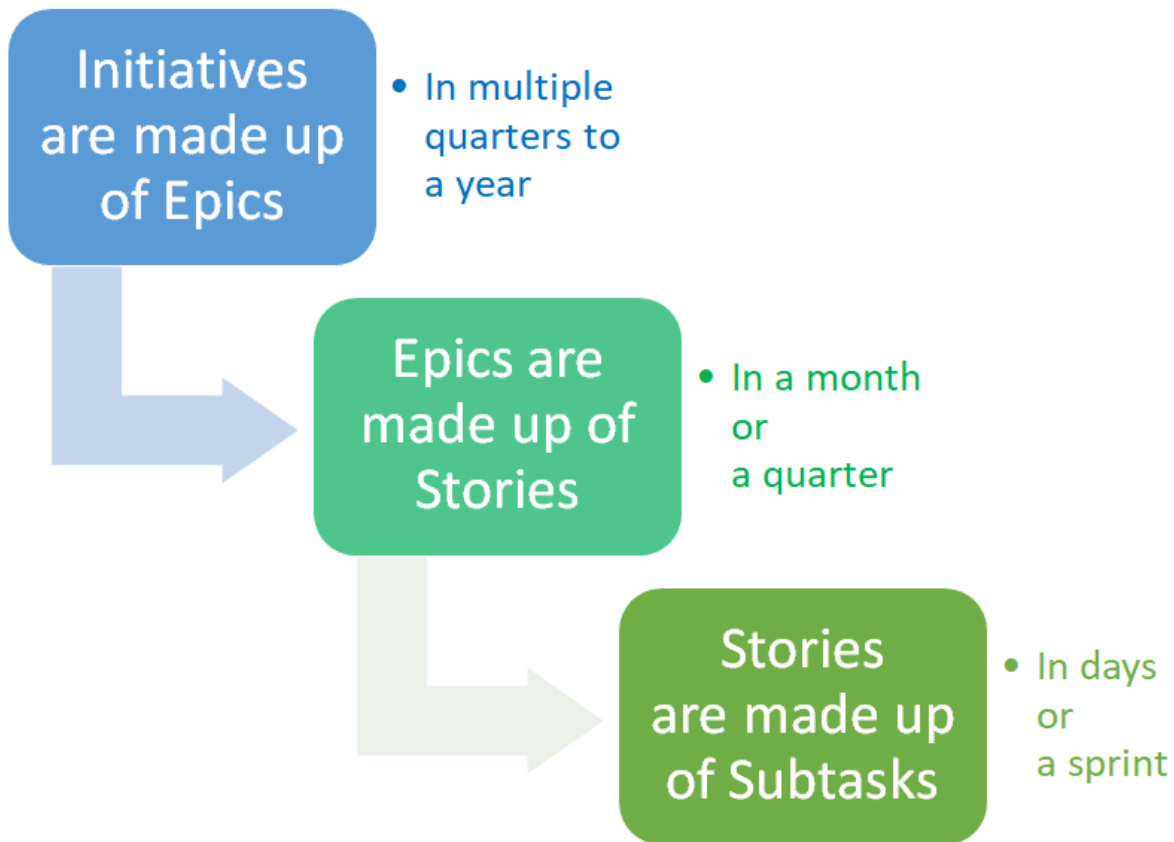 Initiatives
are made up
of Epics
• In multiple
quarters to
a year
Epics are
made up of
Stories
• In a month
or
a quarter
Stories
are made up
of Subtasks
• In days
or
a sprint